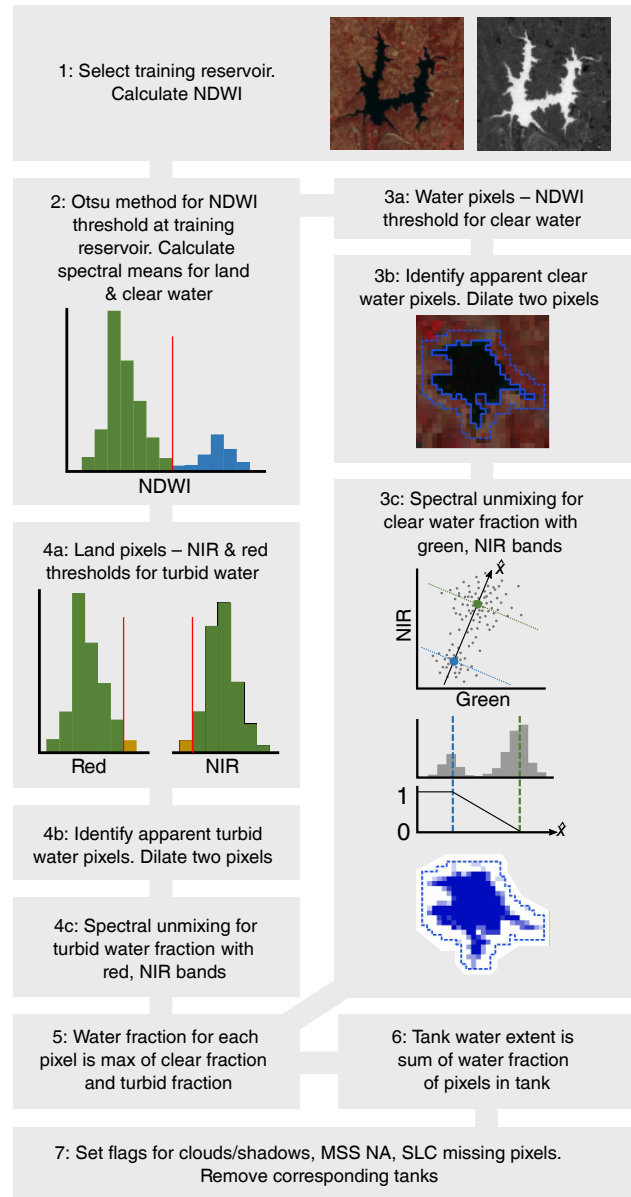 1: Select training reservoir.
Calculate NDWI
2: Otsu method for NDWI
threshold at training
reservoir. Calculate
spectral means for land
& clear water
NDWI
3a: Water pixels – NDWI
threshold for clear water
3b: Identify apparent clear
water pixels. Dilate two pixels
3c: Spectral unmixing for
clear water fraction with
green, NIR bands
x̂
NIR
Green
1
0
x̂
4a: Land pixels – NIR & red
thresholds for turbid water
Red
NIR
4b: Identify apparent turbid
water pixels. Dilate two pixels
4c: Spectral unmixing for
turbid water fraction with
red, NIR bands
5: Water fraction for each
pixel is max of clear fraction
and turbid fraction
6: Tank water extent is
sum of water fraction
of pixels in tank
7: Set flags for clouds/shadows, MSS NA, SLC missing pixels.
Remove corresponding tanks